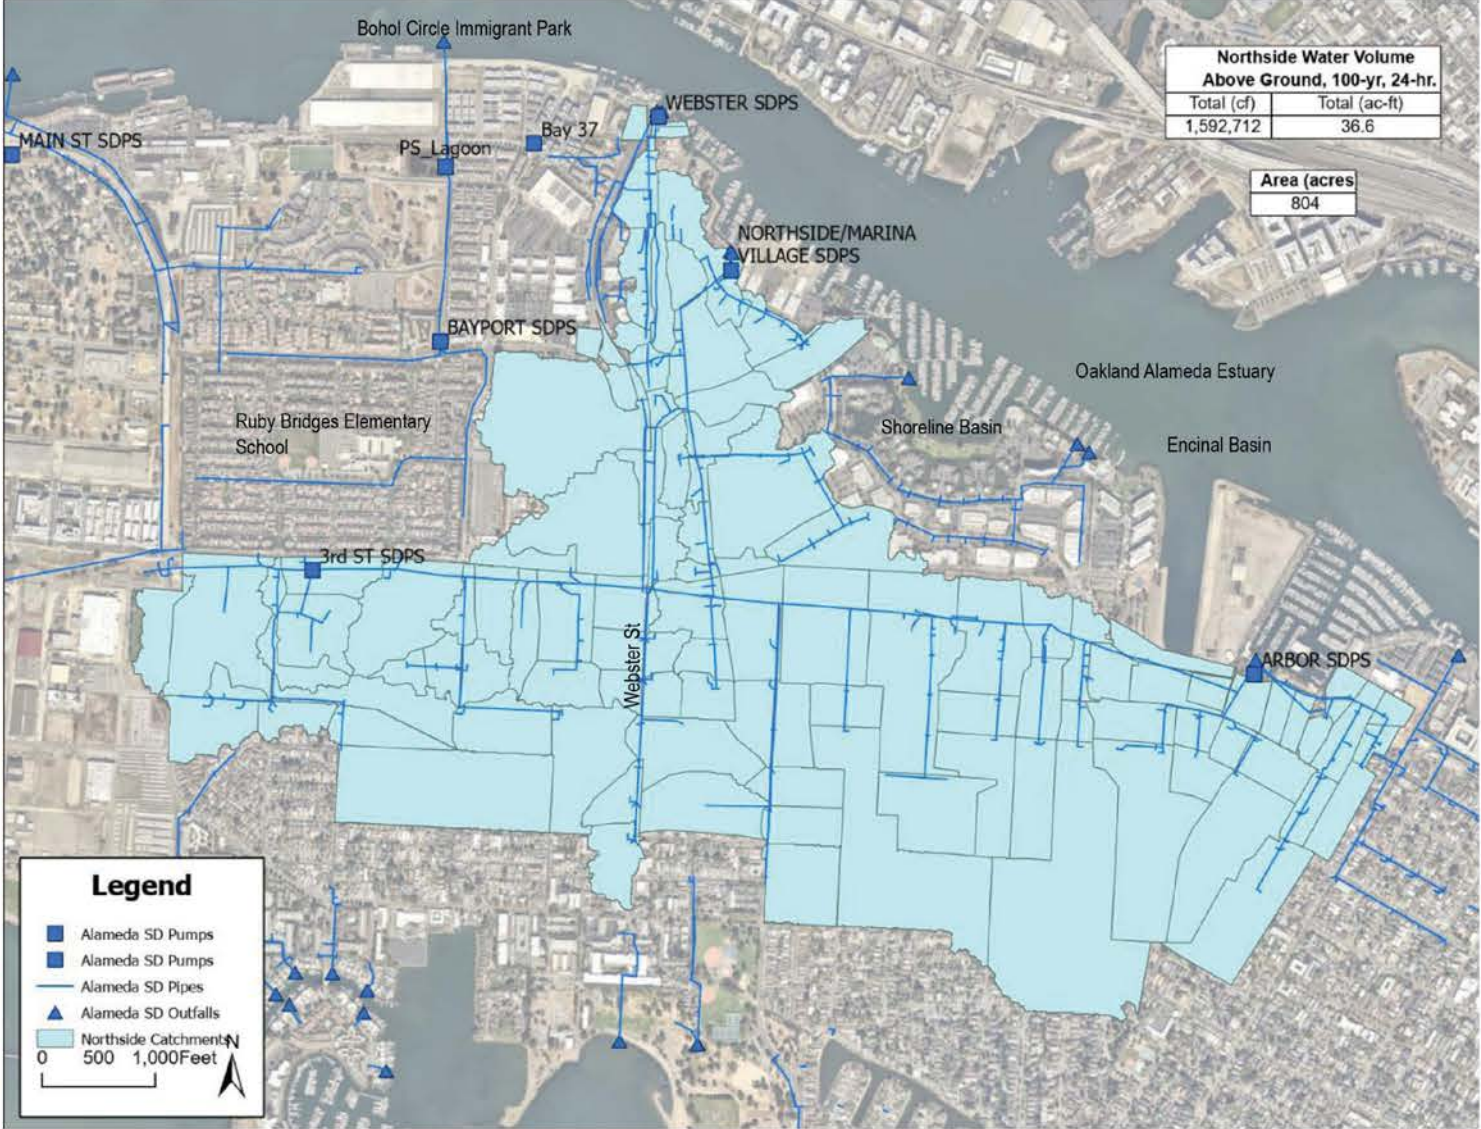 Bohol Circle Immigrant Park
Northside Water Volume
Above Ground, 100-yr, 24-hr.
Total (cf) Total (ac-ft)
1,592,712 36.6
WEBSTER SDPS
Bay 37
MAIN ST SDPS
PS_Lagoon
Area (acres
804
NORTHSIDE/MARINA
VILLAGE SDPS
BAYPORT SDPS
Oakland Alameda Estuary
Ruby Bridges Elementary
School
Shoreline Basin
Encinal Basin
3rd ST SDPS
Webster St
ARBOR SDPS
Legend
Alameda SD Pumps
Alameda SD Pumps
Alameda SD Pipes
Alameda SD Outfalls
Northside Catchments
N
0 500 1,000Feet